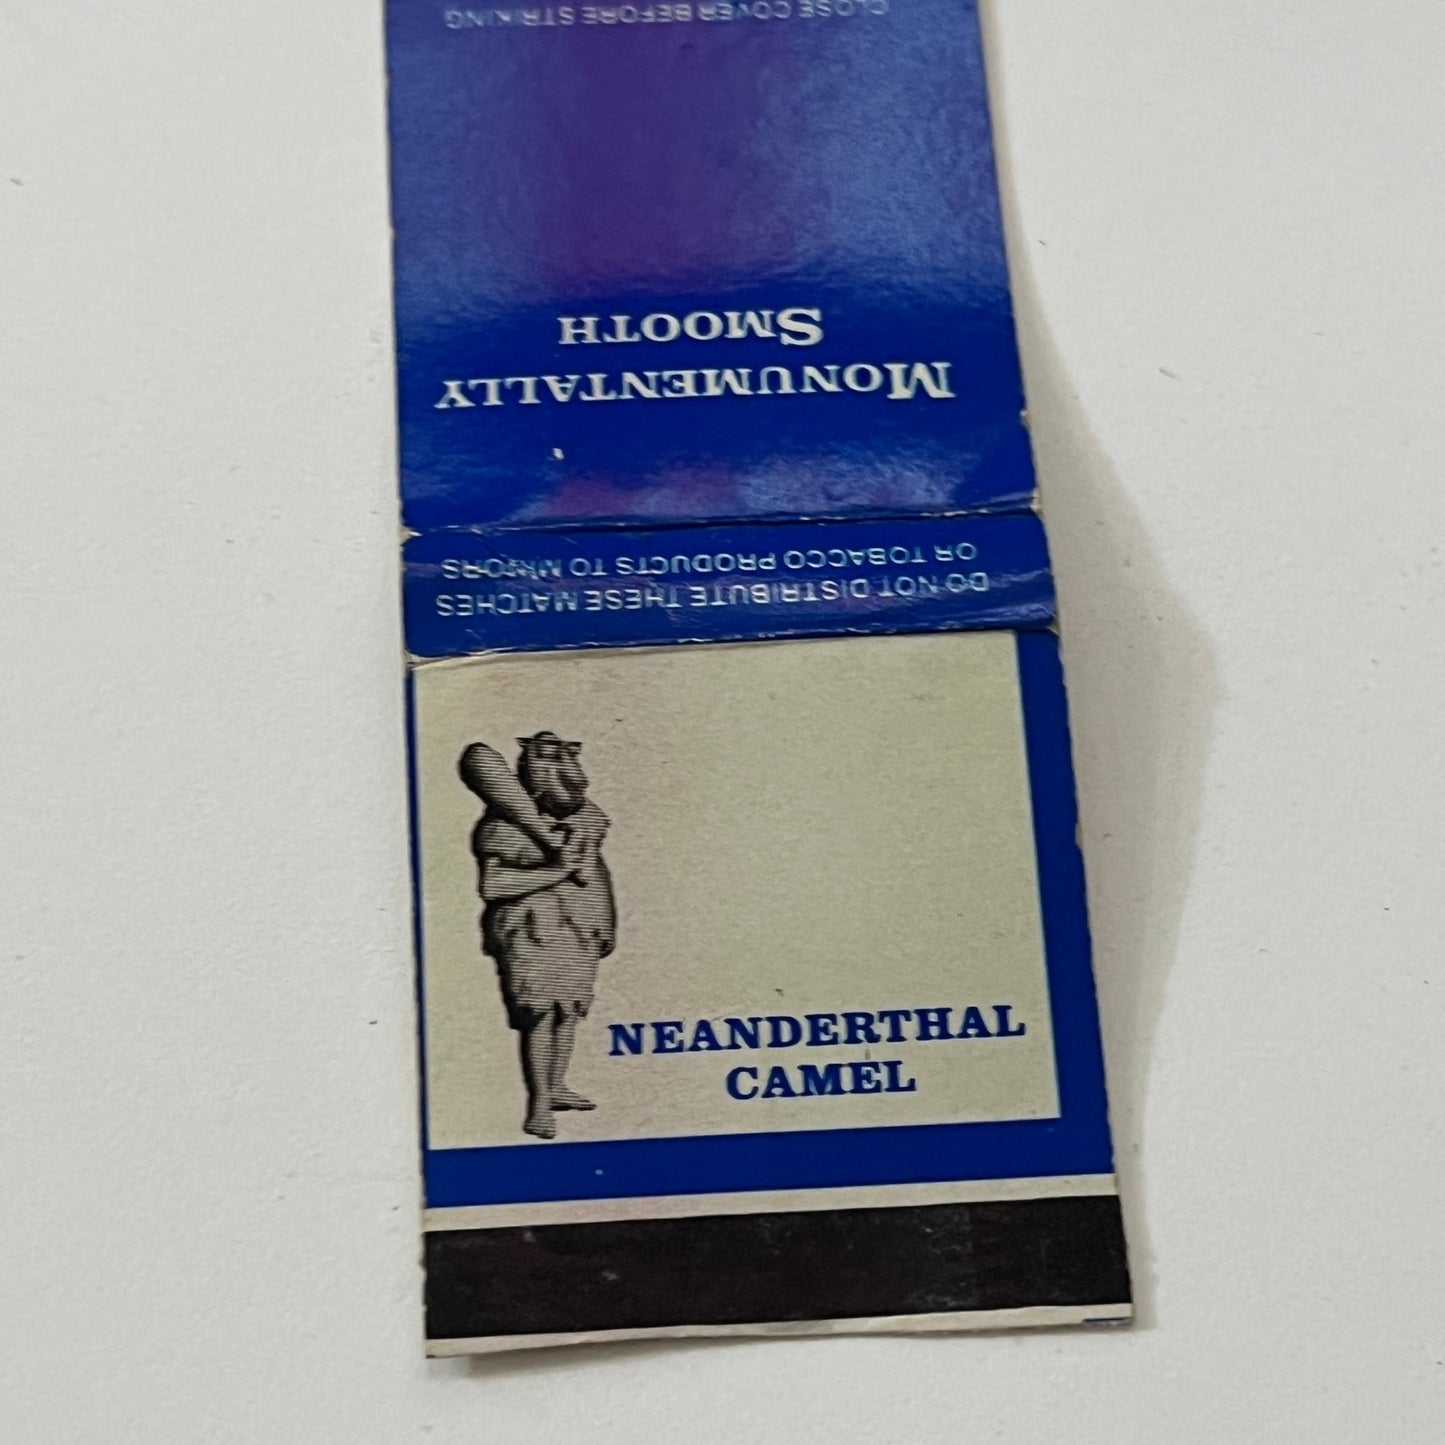 CLOSE COVER BEFORE STRIKING
MONUMENTALLY
SMOOTH
DO NOT DISTRIBUTE THESE MATCHES
OR TOBACCO PRODUCTS TO MINORS
NEANDERTHAL
CAMEL